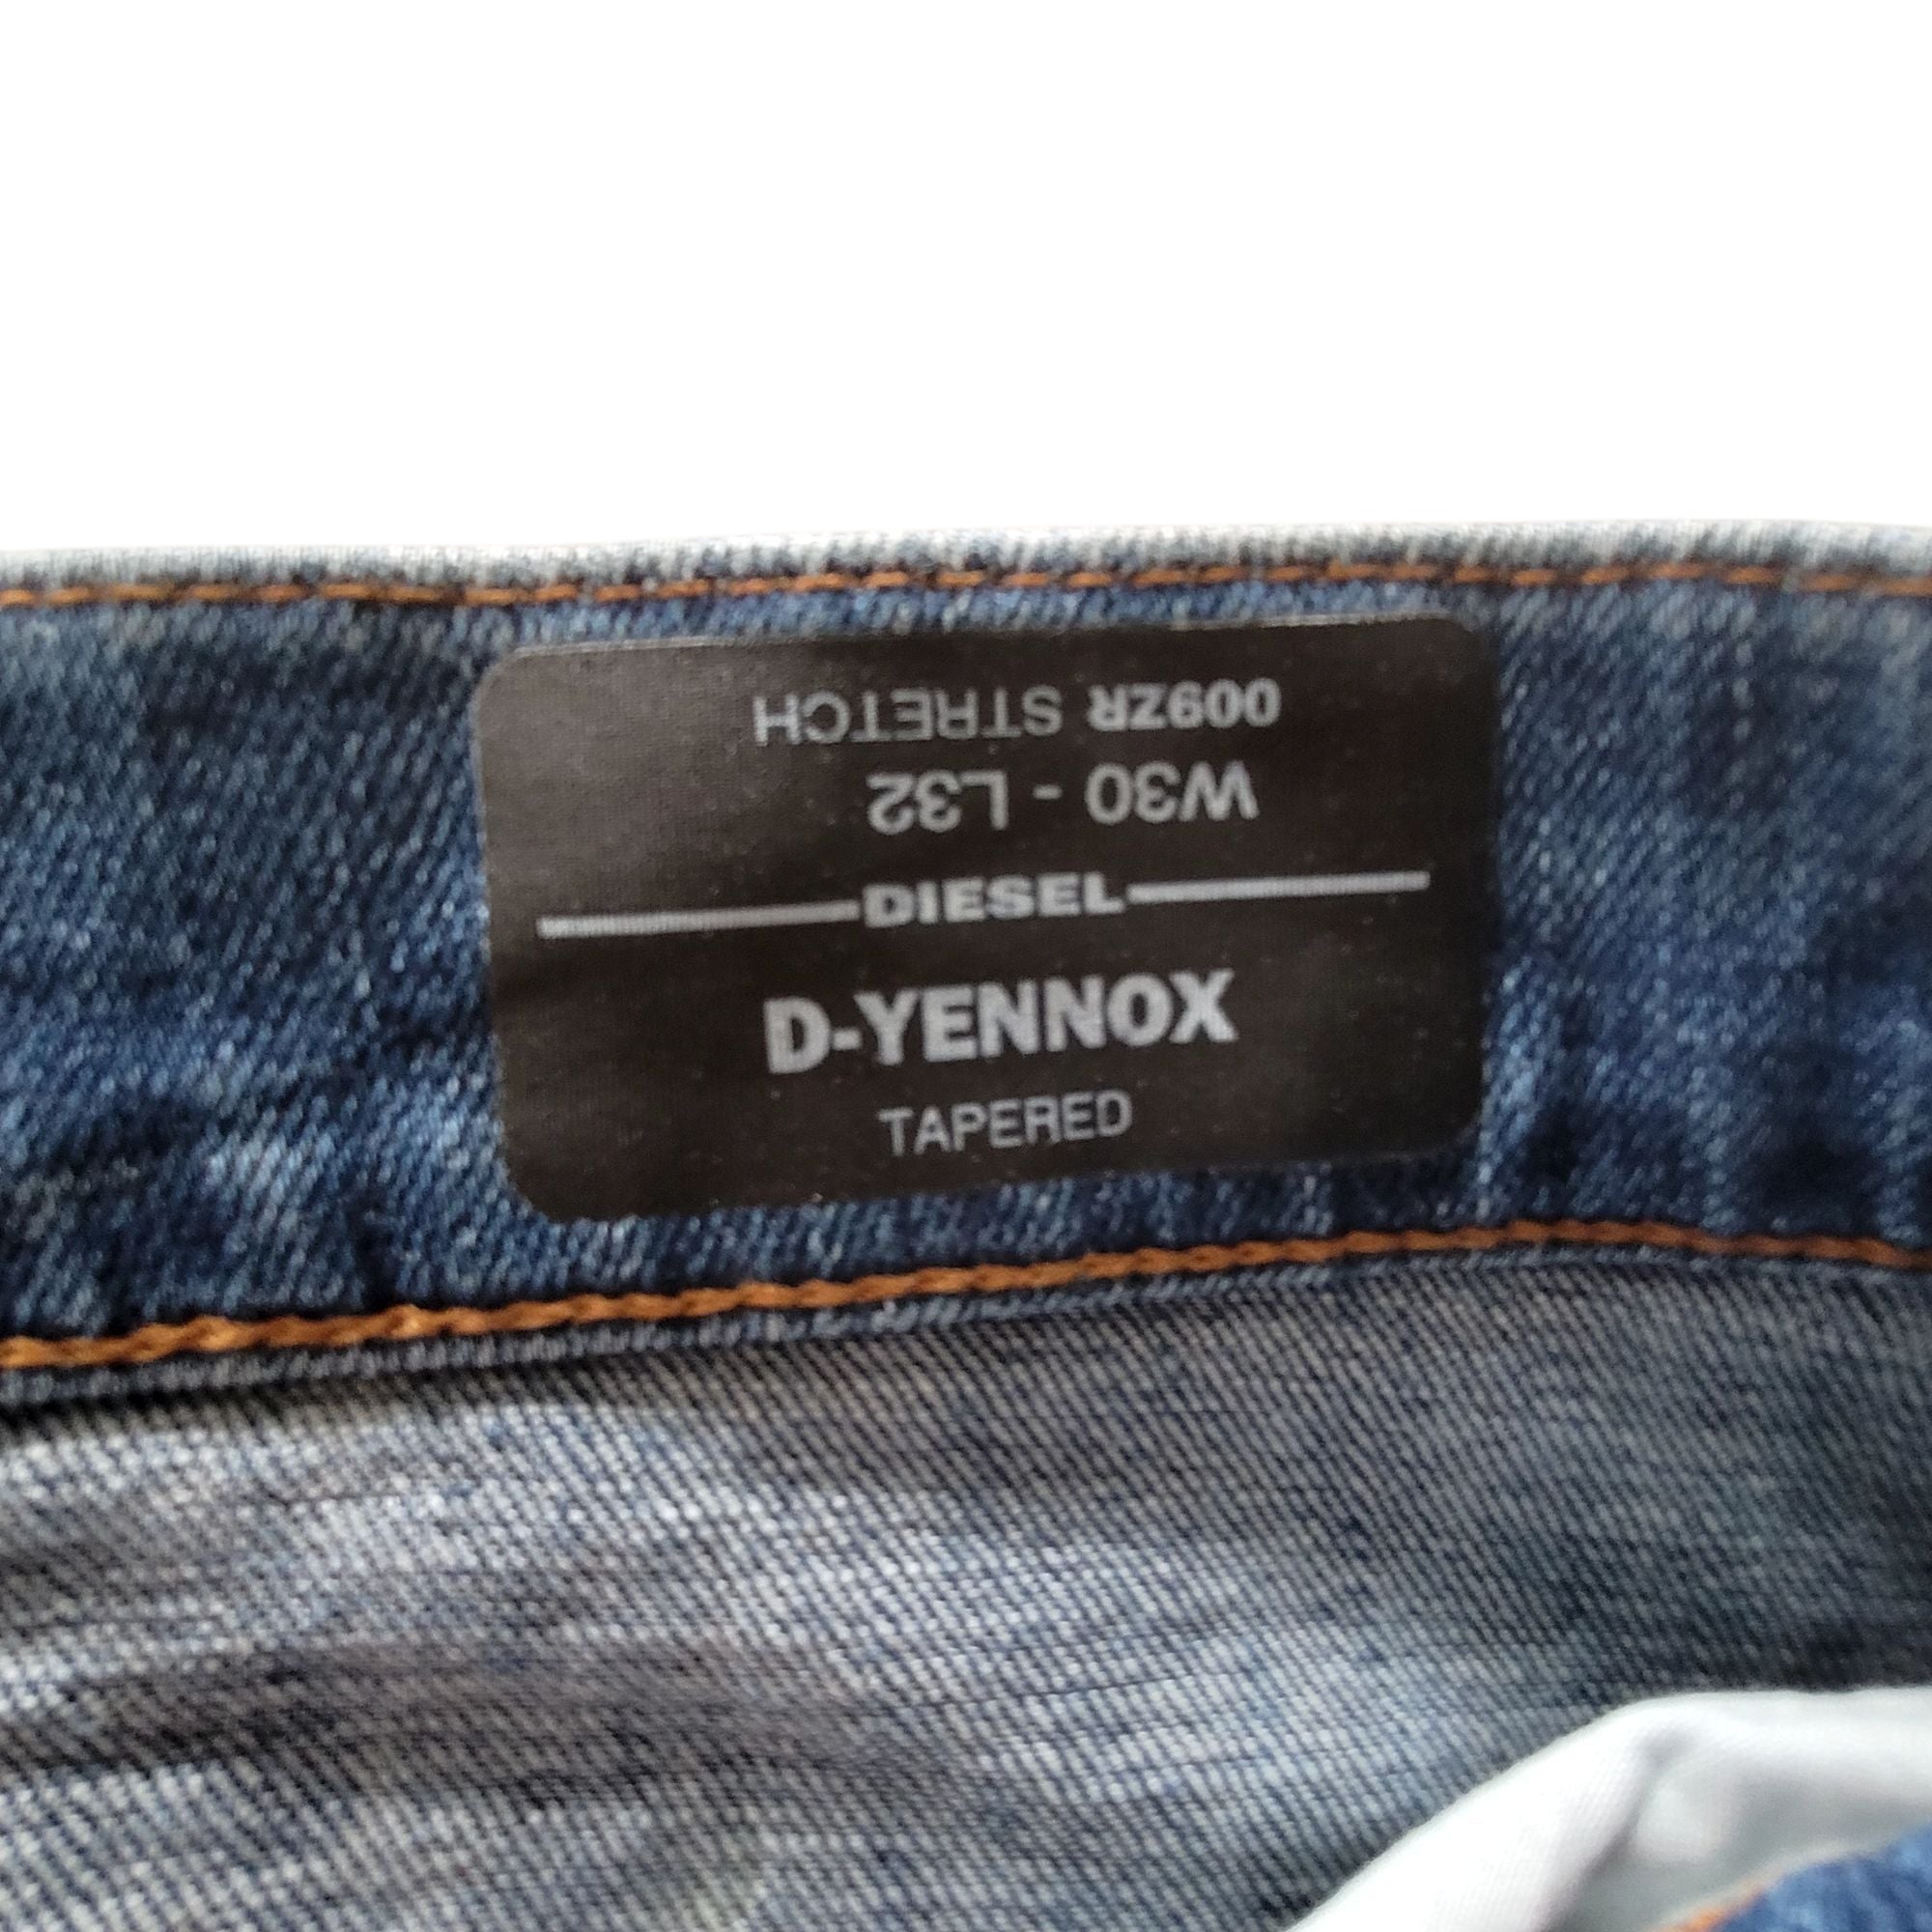 009ZR STRETCH
W30 - L32
DIESEL
D-YENNOX
TAPERED